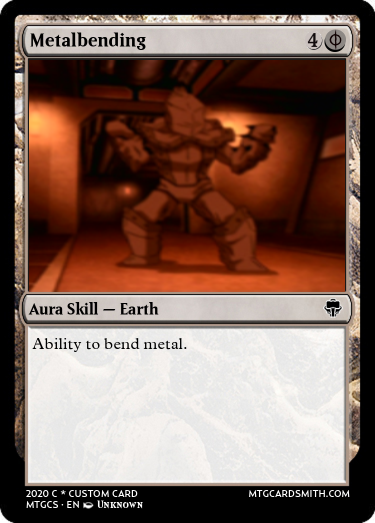 Metalbending 4/
Aura Skill — Earth
Ability to bend metal.
2020 C * CUSTOM CARD MTGCARDSMITH.COM
MTGCS · EN UNKNOWN